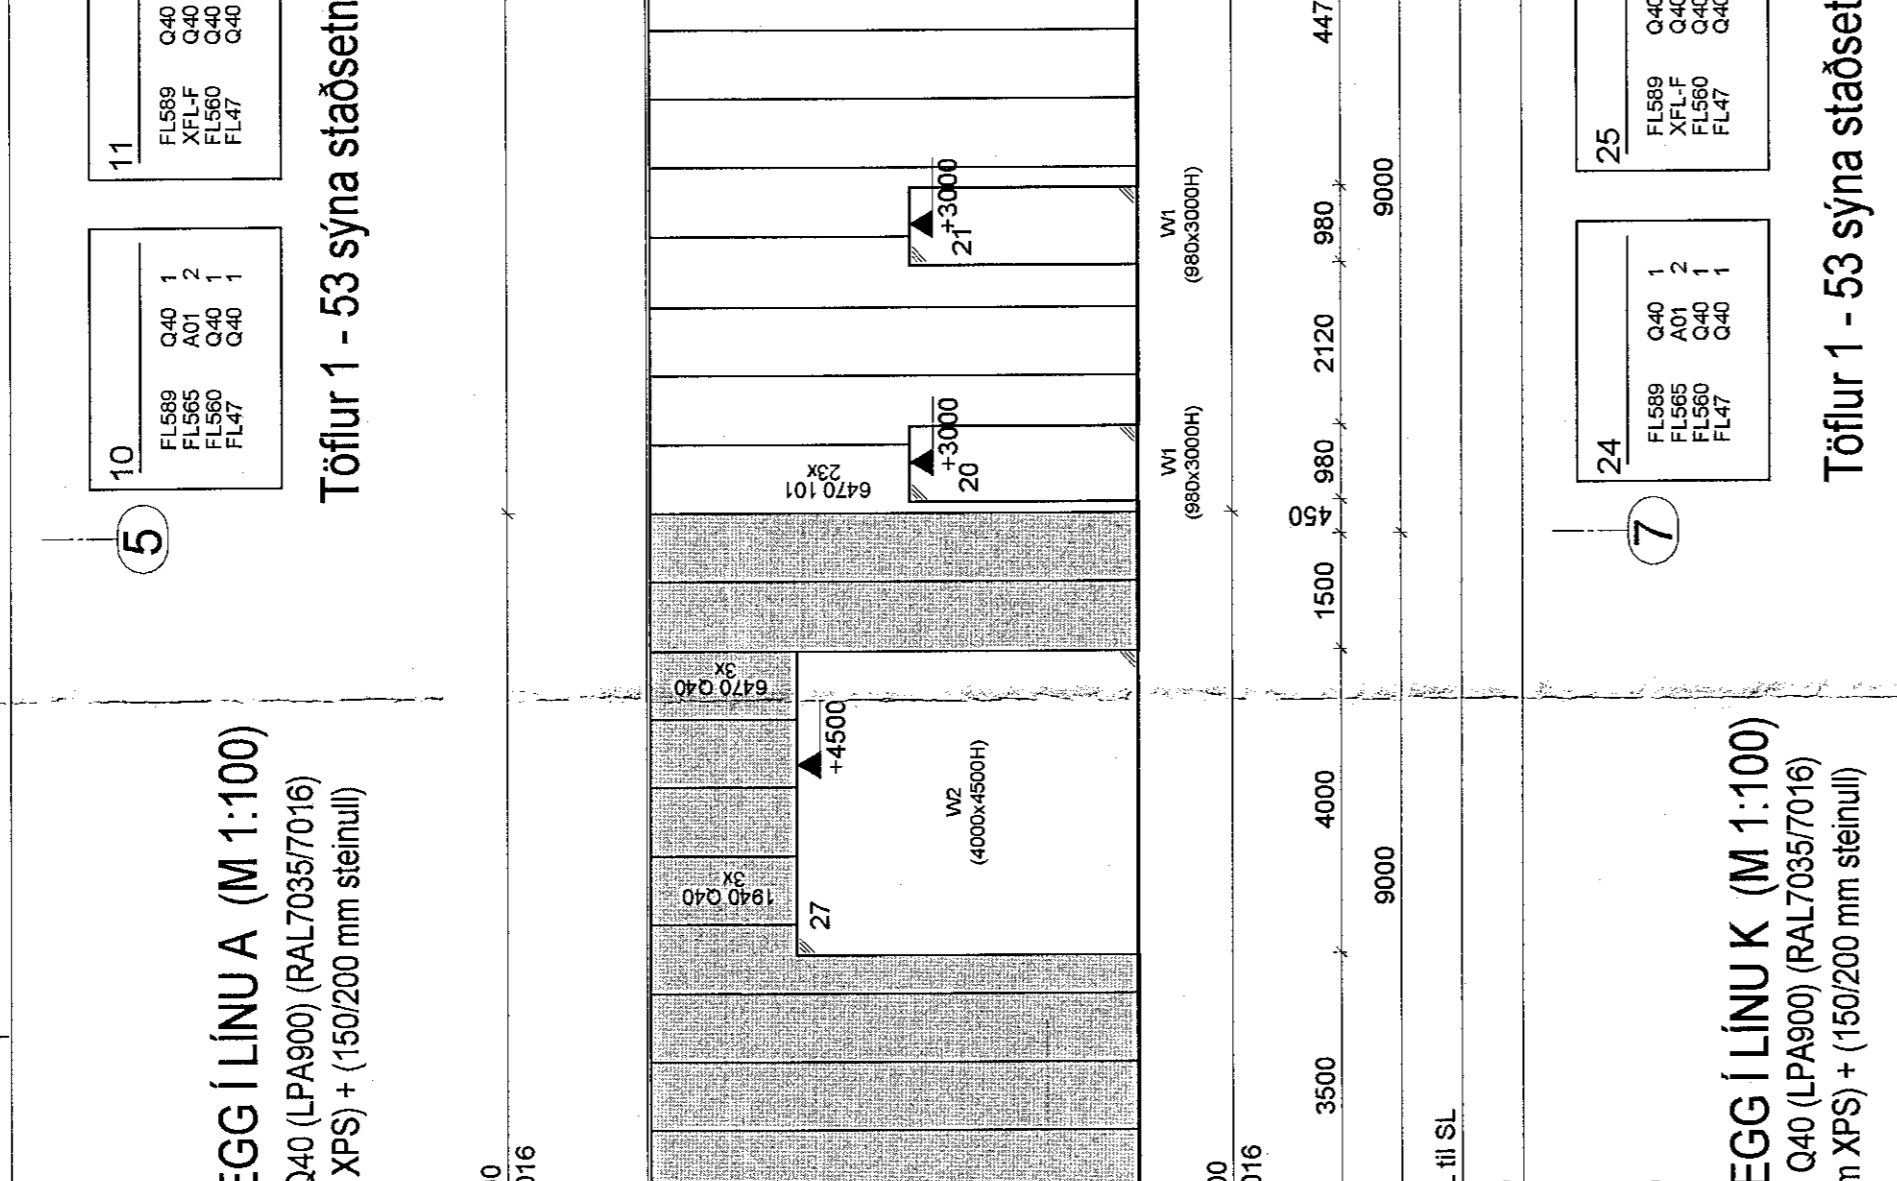 11
FL589 Q40
XFL-F Q40
FL560 Q40
FL47 Q40
10
FL589 Q40 1
FL565 A01 2
FL560 Q40 1
FL47 Q40 1
5
Töflur 1 - 53 sýna staðsetn
EGG Í LÍNU A (M 1:100)
Q40 (LPA900) (RAL7035/7016)
XPS) + (150/200 mm steinull)
016
+3000
21
+3000
20
6470 101
23x
6470 Q40
3x
+4500
1940 Q40
3x
27
W2
(4000x4500H)
W1
(980x3000H)
W1
(980x3000H)
016
447
980
2120
980
450
1500
4000
3500
9000
9000
til SL
25
FL589 Q40
XFL-F Q40
FL560 Q40
FL47 Q40
24
FL589 Q40 1
FL565 A01 2
FL560 Q40 1
FL47 Q40 1
7
Töflur 1 - 53 sýna staðset
EGG Í LÍNU K (M 1:100)
Q40 (LPA900) (RAL7035/7016)
m XPS) + (150/200 mm steinull)